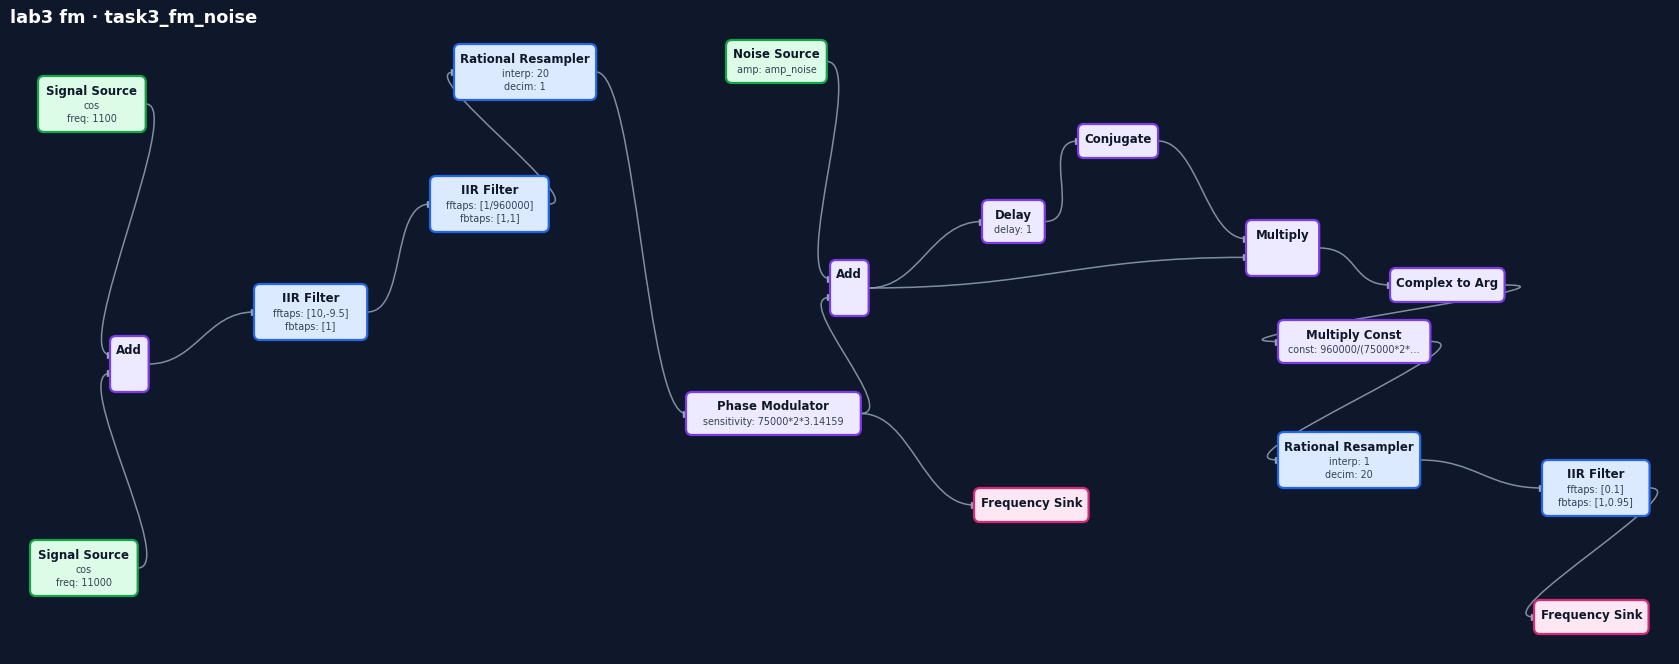 lab3 fm · task3_fm_noise
Signal Source
cos
freq: 1100
Rational Resampler
interp: 20
decim: 1
Noise Source
amp: amp_noise
Conjugate
IIR Filter
fftaps: [1/960000]
fbtaps: [1,1]
Delay
delay: 1
Multiply
Add
Complex to Arg
IIR Filter
fftaps: [10,-9.5]
fbtaps: [1]
Multiply Const
const: 960000/(75000*2*...
Add
Phase Modulator
sensitivity: 75000*2*3.14159
Rational Resampler
interp: 1
decim: 20
IIR Filter
fftaps: [0.1]
fbtaps: [1,0.95]
Frequency Sink
Signal Source
cos
freq: 11000
Frequency Sink